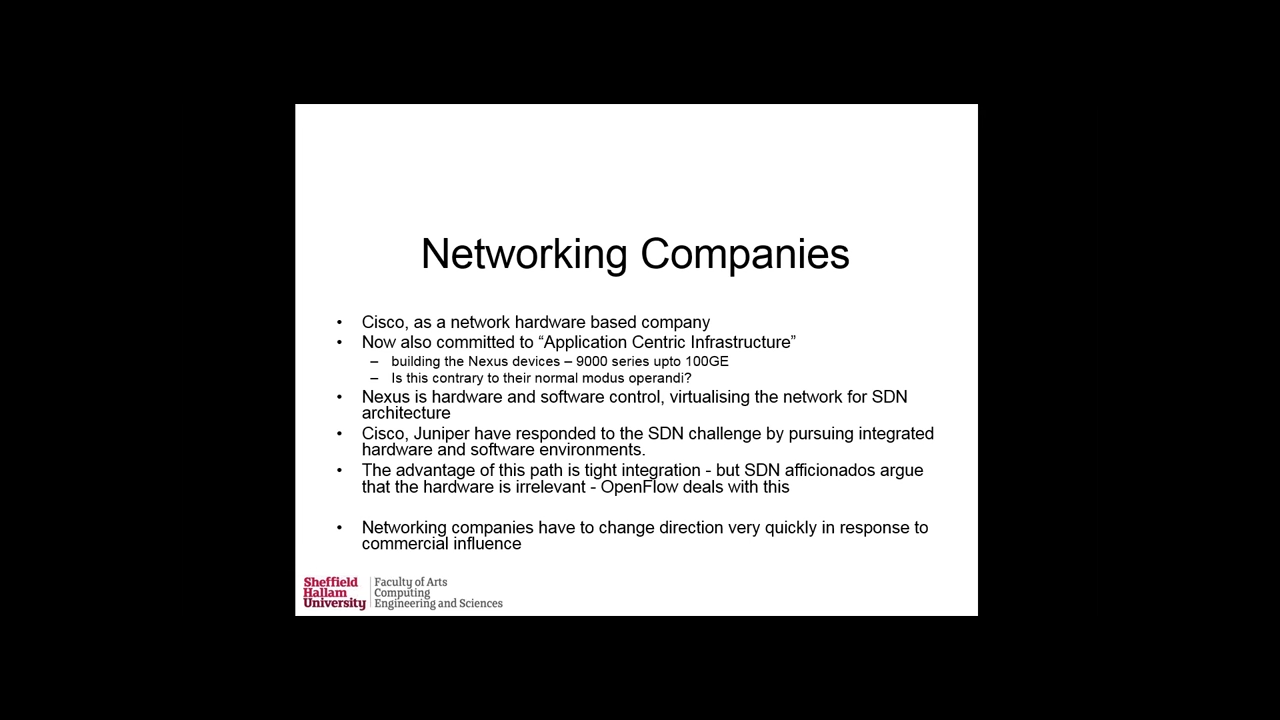 Networking Companies
• Cisco, as a network hardware based company
• Now also committed to “Application Centric Infrastructure”
– building the Nexus devices – 9000 series upto 100GE
– Is this contrary to their normal modus operandi?
• Nexus is hardware and software control, virtualising the network for SDN
architecture
• Cisco, Juniper have responded to the SDN challenge by pursuing integrated
hardware and software environments.
• The advantage of this path is tight integration - but SDN afficionados argue
that the hardware is irrelevant - OpenFlow deals with this
• Networking companies have to change direction very quickly in response to
commercial influence
Sheffield
Hallam
University
Faculty of Arts
Computing
Engineering and Sciences